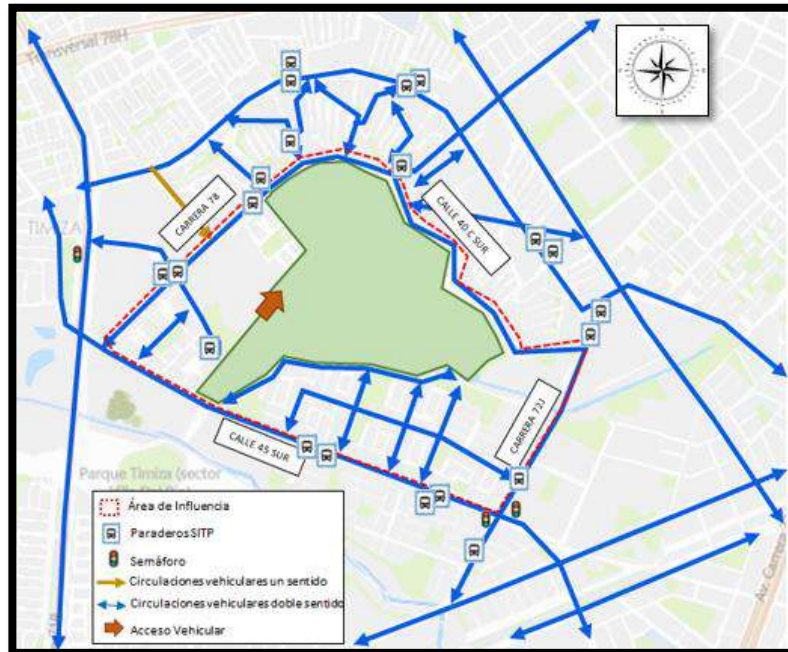 Transversal 78H
TIMIZA
CARRERA 78
CALLE 40 C SUR
CARRERA 72J
CALLE 45 SUR
Parque Timiza (sector
Av. Carrera
Área de Influencia
Paraderos SITP
Semáforo
Circulaciones vehiculares un sentido
Circulaciones vehiculares doble sentido
Acceso Vehicular